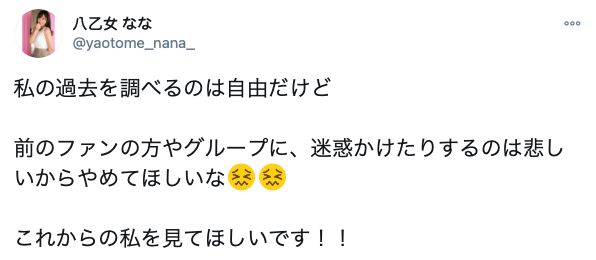 八乙女 なな
@yaotome_nana_
私の過去を調べるのは自由だけど
前のファンの方やグループに、迷惑かけたりするのは悲し
いからやめてほしいな😖😖
これからの私を見てほしいです！！